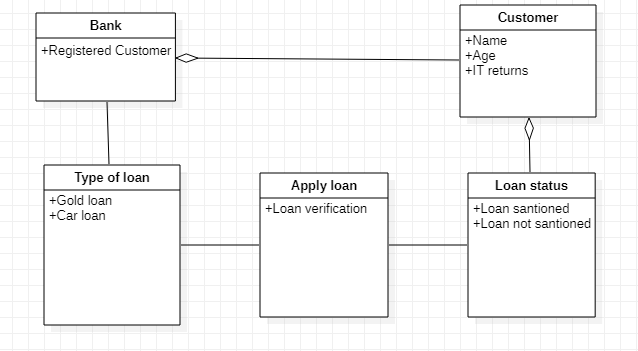 Bank
+Registered Customer
Customer
+Name
+Age
+IT returns
Type of loan
+Gold loan
+Car loan
Apply loan
+Loan verification
Loan status
+Loan santioned
+Loan not santioned